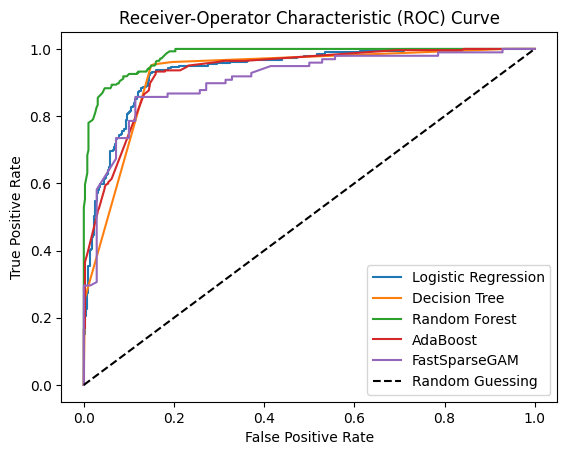 Receiver-Operator Characteristic (ROC) Curve
True Positive Rate
1.0
0.8
0.6
0.4
0.2
0.0
Logistic Regression
Decision Tree
Random Forest
AdaBoost
FastSparseGAM
Random Guessing
0.0 0.2 0.4 0.6 0.8 1.0
False Positive Rate